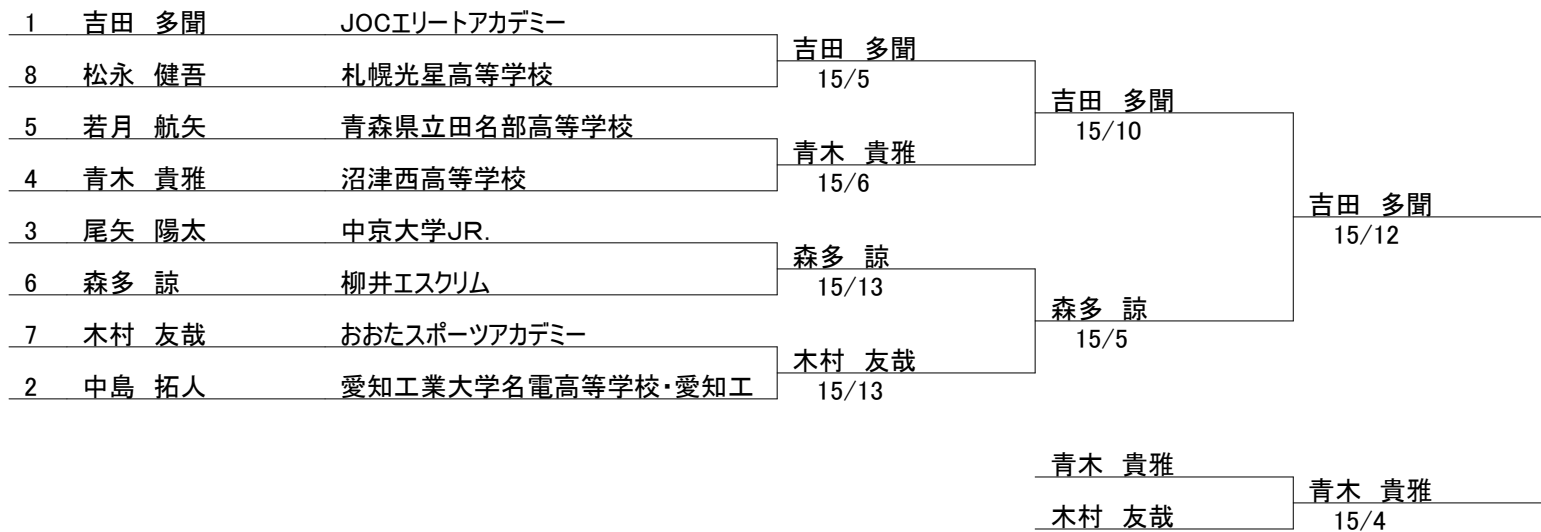 1 吉田 多聞 JOCエリートアカデミー
吉田 多聞
8 松永 健吾 札幌光星高等学校
15/5
吉田 多聞
5 若月 航矢 青森県立田名部高等学校
15/10
青木 貴雅
4 青木 貴雅 沼津西高等学校
15/6
吉田 多聞
3 尾矢 陽太 中京大学JR.
15/12
森多 諒
6 森多 諒 柳井エスクリム
15/13
森多 諒
7 木村 友哉 おおたスポーツアカデミー
15/5
木村 友哉
2 中島 拓人 愛知工業大学名電高等学校・愛知工
15/13
青木 貴雅
青木 貴雅
木村 友哉
15/4